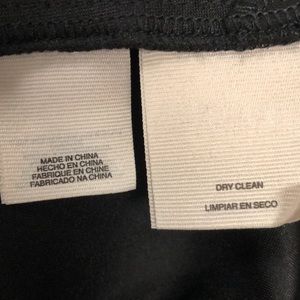 MADE IN CHINA
HECHO EN CHINA
FABRIQUE EN CHINE
FABRICADO NA CHINA
DRY CLEAN
LIMPIAR EN SECO